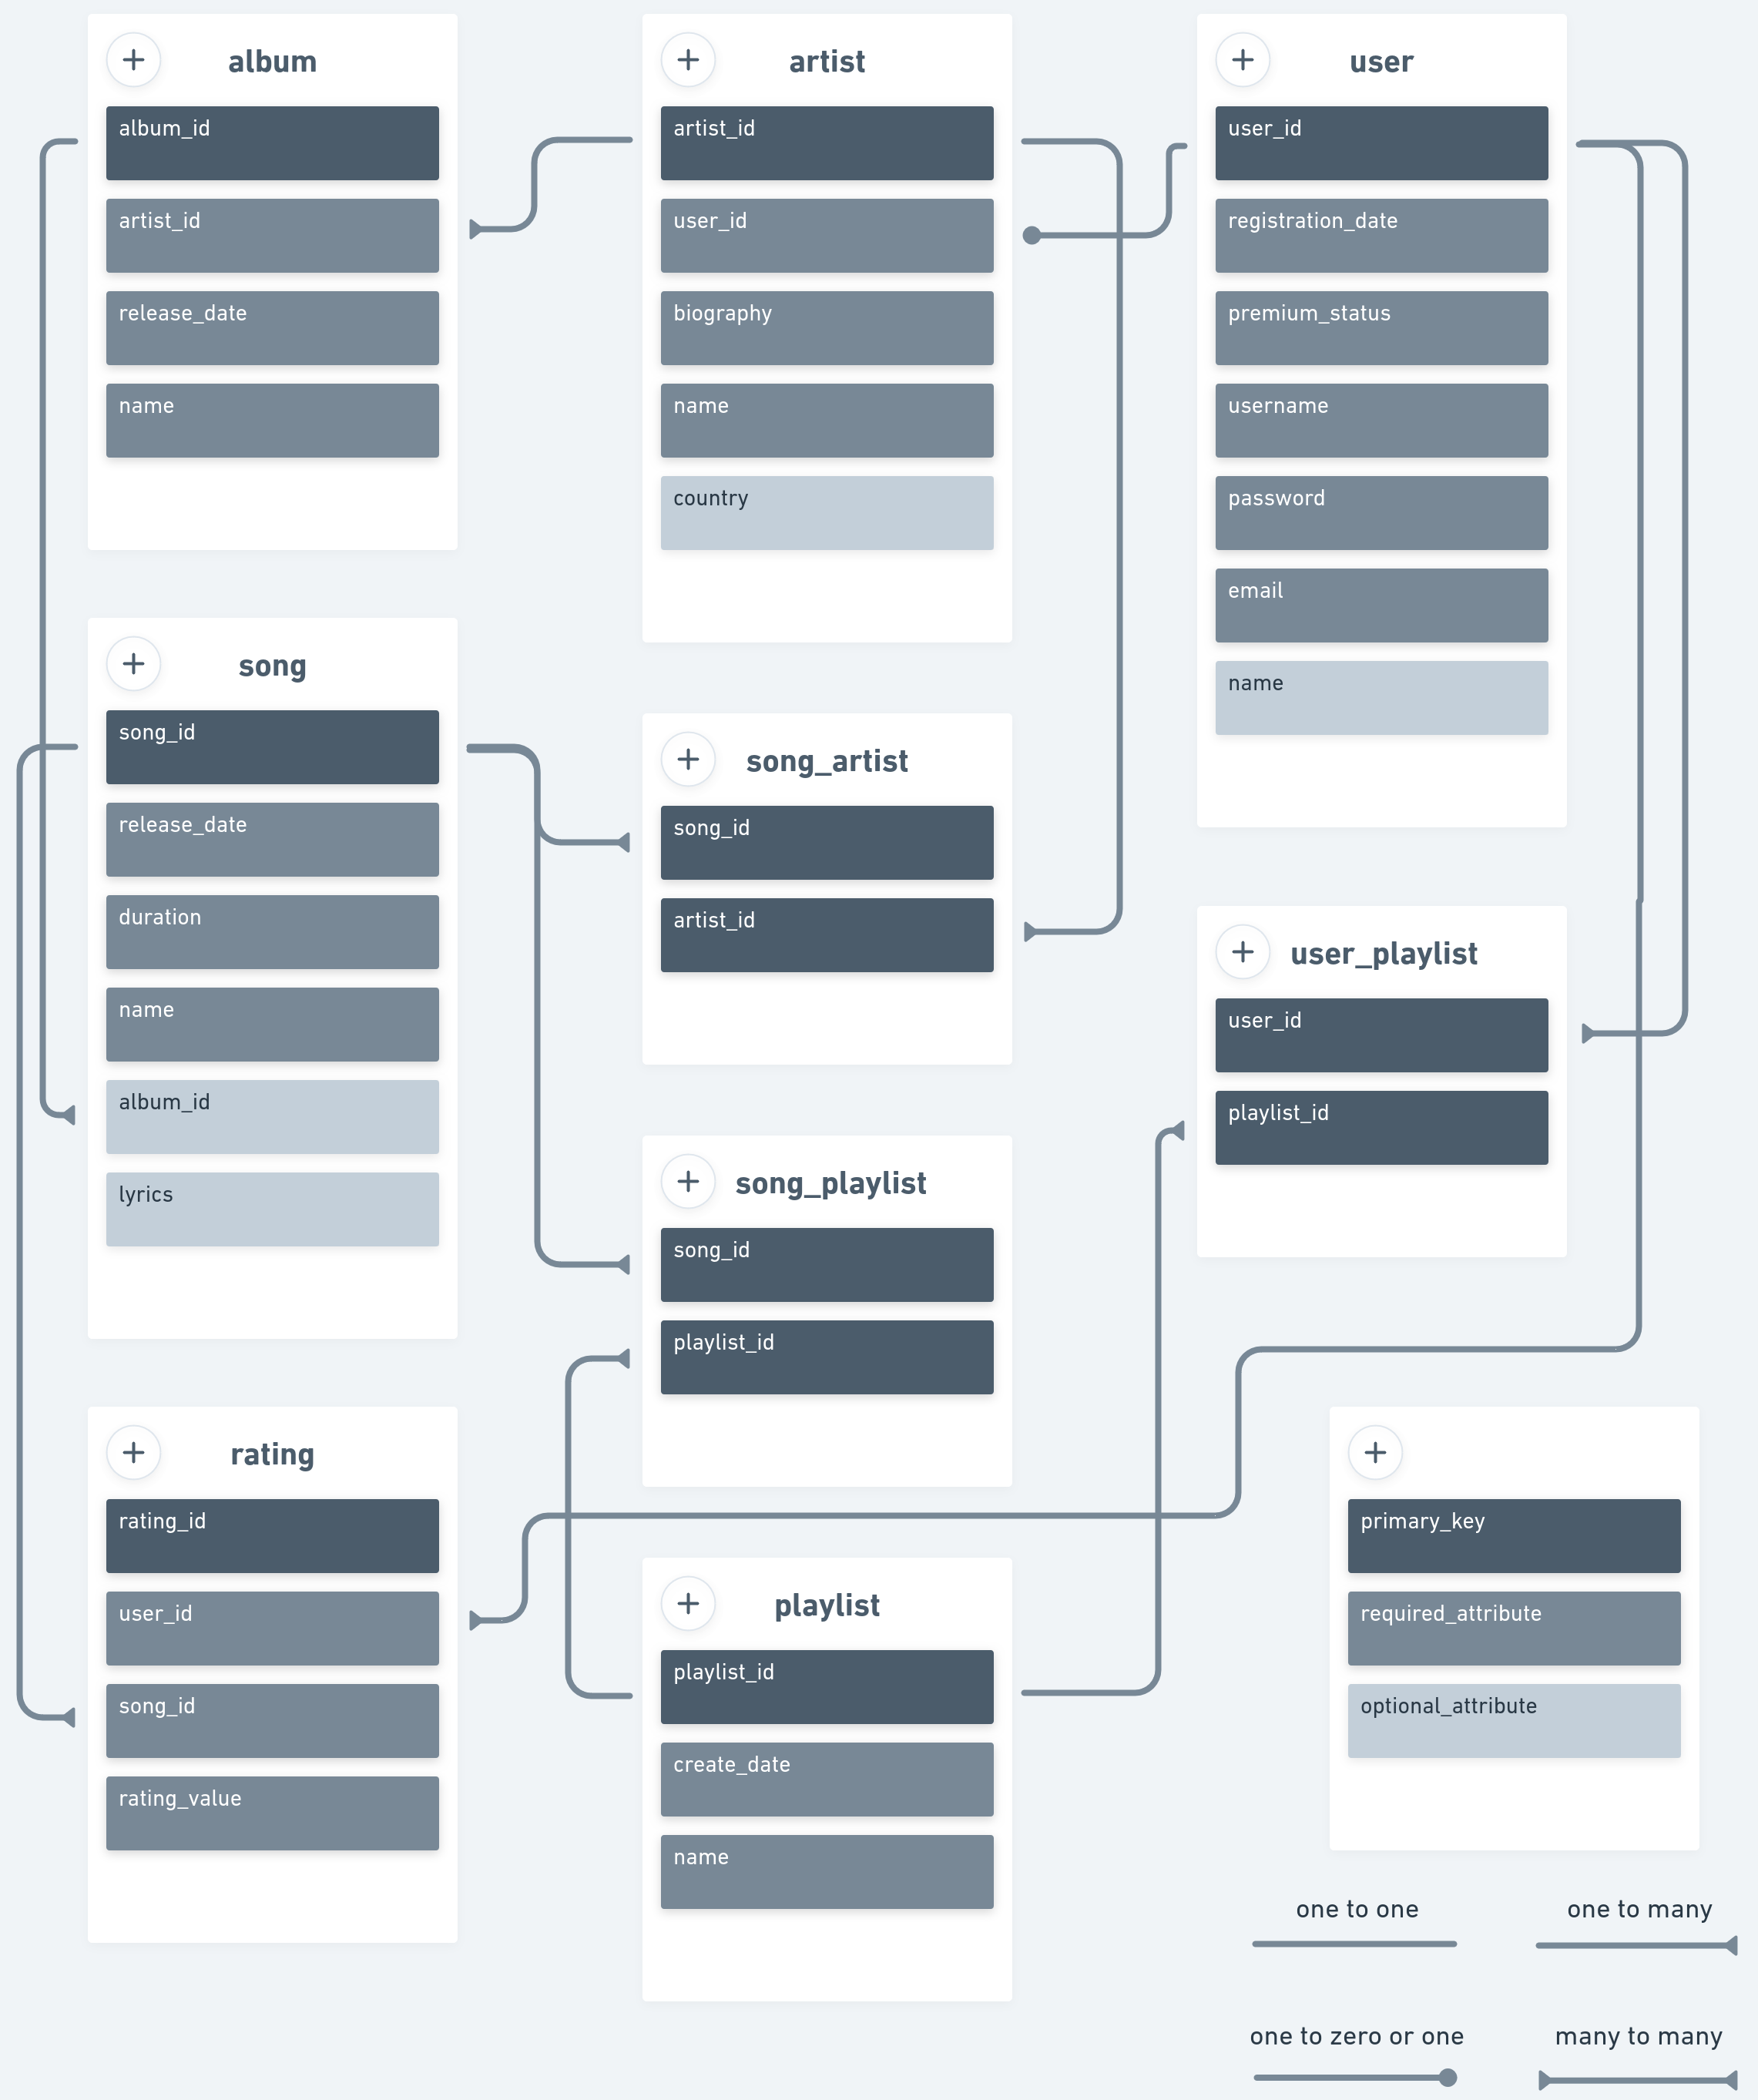 album
album_id
artist_id
release_date
name
artist
artist_id
user_id
biography
name
country
user
user_id
registration_date
premium_status
username
password
email
name
song
song_id
release_date
duration
name
album_id
lyrics
song_artist
song_id
artist_id
user_playlist
user_id
playlist_id
song_playlist
song_id
playlist_id
rating
rating_id
user_id
song_id
rating_value
playlist
playlist_id
create_date
name
primary_key
required_attribute
optional_attribute
one to one
one to many
one to zero or one
many to many